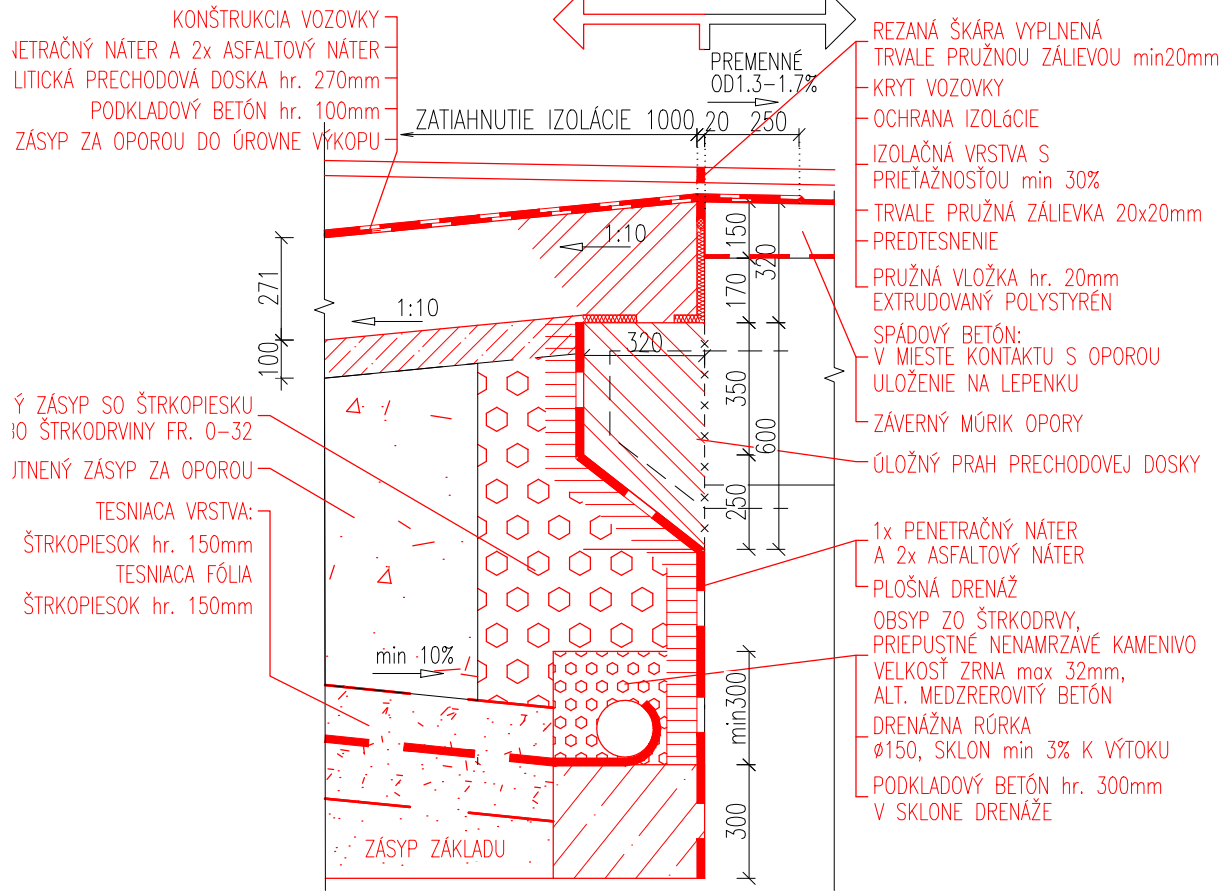 KONŠTRUKCIA VOZOVKY
NÁTER A 2x ASFALTOVÝ NÁTER
PRECHODOVÁ DOSKA hr. 270mm
PODKLADOVÝ BETÓN hr. 100mm
ZÁSYP ZA OPOROU DO ÚROVNE VÝKOPU
ZATIAHNUTIE IZOLÁCIE 1000
20 250
PREMENNÉ
OD1.3-1.7%
REZANÁ ŠKÁRA VYPLNENÁ
TRVALE PRUŽNOU ZÁLIEVOU min20mm
KRYT VOZOVKY
OCHRANA IZOLáCIE
IZOLAČNÁ VRSTVA S
PRIEŤAŽNOSŤOU min 30%
TRVALE PRUŽNÁ ZÁLIEVKA 20x20mm
PREDTESNENIE
PRUŽNÁ VLOŽKA hr. 20mm
EXTRUDOVANÝ POLYSTYRÉN
SPÁDOVÝ BETÓN:
V MIESTE KONTAKTU S OPOROU
ULOŽENIE NA LEPENKU
ZÁVERNÝ MÚRIK OPORY
ÚLOŽNÝ PRAH PRECHODOVEJ DOSKY
1x PENETRAČNÝ NÁTER
A 2x ASFALTOVÝ NÁTER
PLOŠNÁ DRENÁŽ
OBSYP ZO ŠTRKODRVY,
PRIEPUSTNÉ NENAMRZAVÉ KAMENIVO
VELKOSŤ ZRNA max 32mm,
ALT. MEDZREROVITÝ BETÓN
DRENÁŽNA RÚRKA
ø150, SKLON min 3% K VÝTOKU
PODKLADOVÝ BETÓN hr. 300mm
V SKLONE DRENÁŽE
1:10
1:10
271
100
150
320
170
320
350
600
250
min300
300
ZÁSYP SO ŠTRKOPIESKU
ŠTRKODRVINY FR. 0-32
ZÁSYP ZA OPOROU
TESNIACA VRSTVA:
ŠTRKOPIESOK hr. 150mm
TESNIACA FÓLIA
ŠTRKOPIESOK hr. 150mm
min 10%
ZÁSYP ZÁKLADU